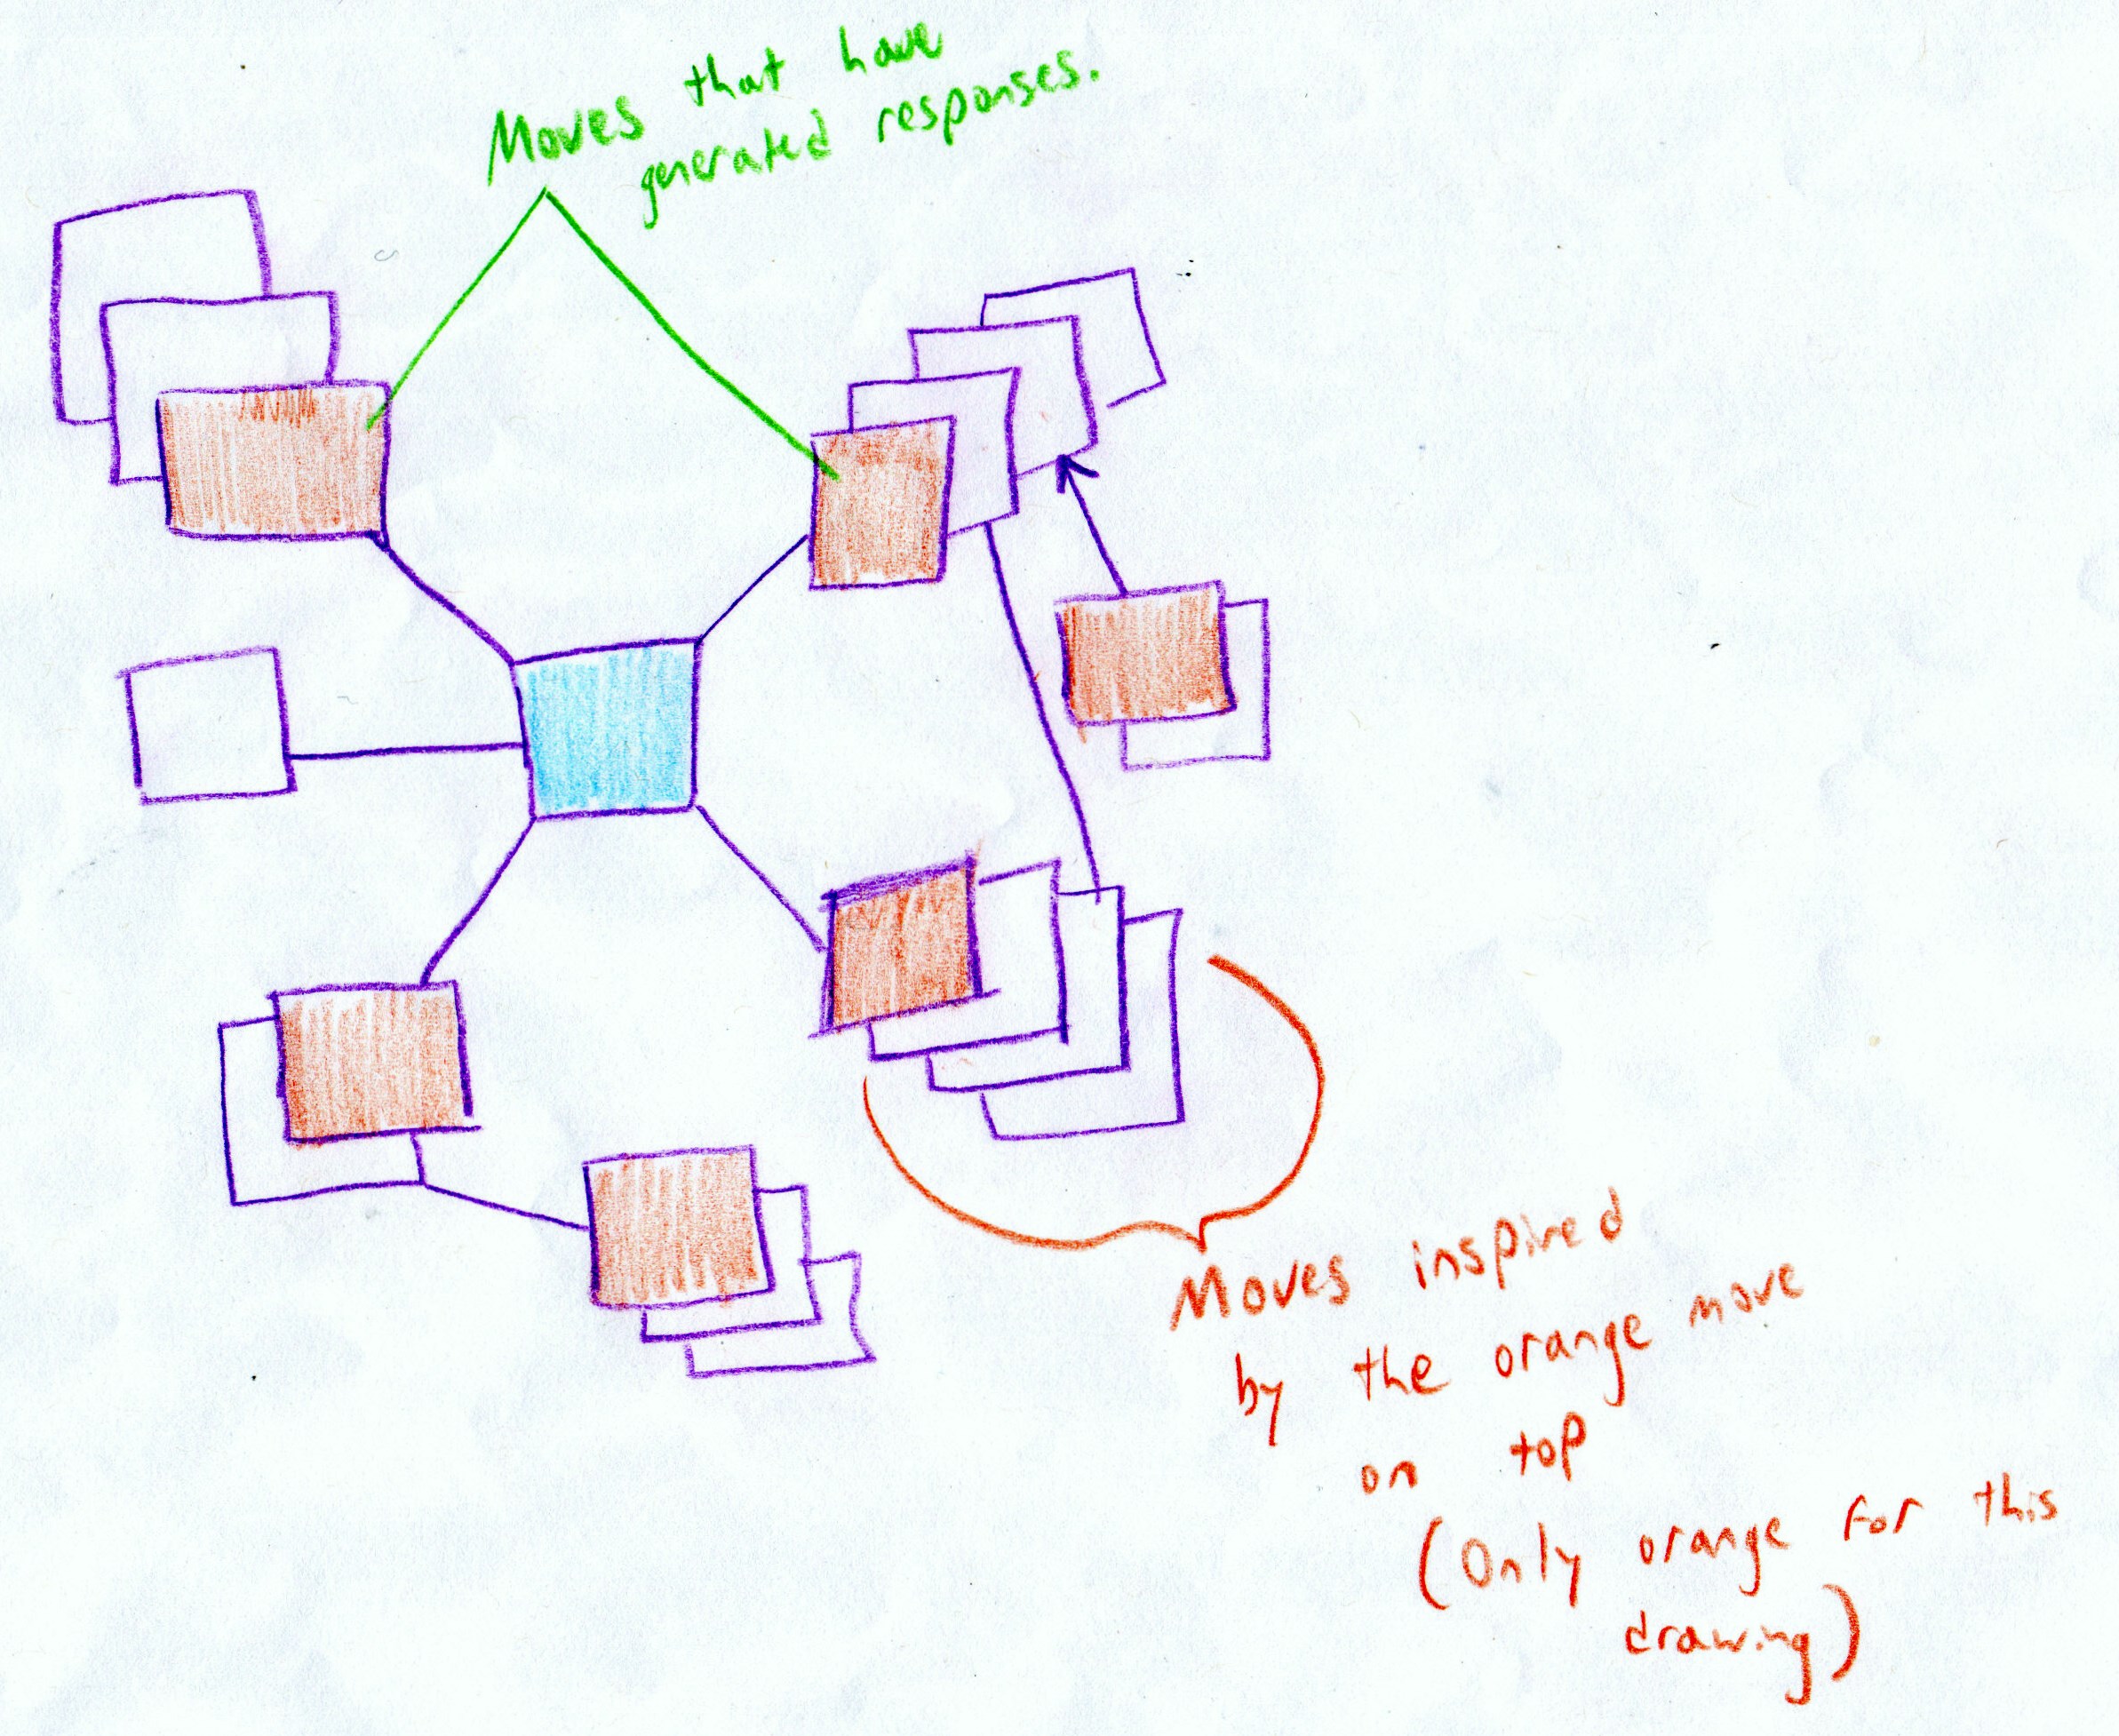 Moves that have
generated responses.
Moves inspired
by the orange move
on top
(Only orange for this
drawing)